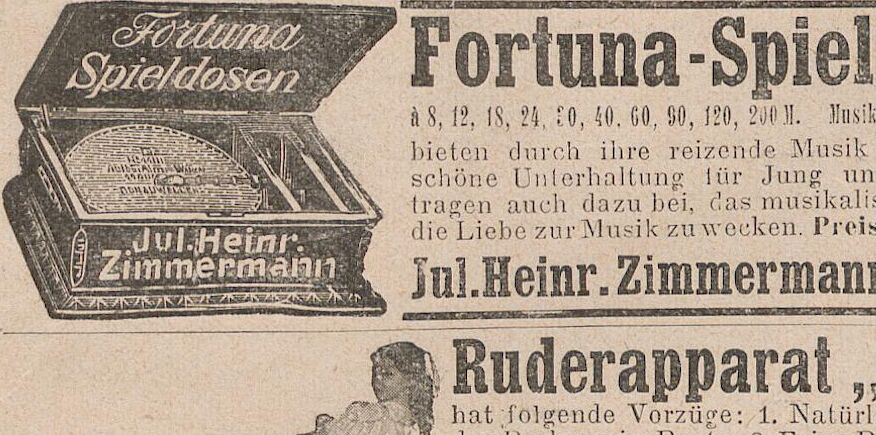 Fortuna
Spieldosen
Jul. Heinr.
Zimmermann
Fortuna-Spiel
à 8, 12, 18, 24, 30, 40, 60, 90, 120, 200 M. Musik
bieten durch ihre reizende Musik
schöne Unterhaltung für Jung un
tragen auch dazu bei, das musikalis
die Liebe zur Musik zu wecken. Preis
Jul. Heinr. Zimmermann
Ruderapparat „
hat folgende Vorzüge: 1. Natürl